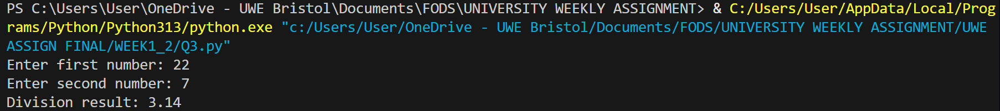 PS C:\Users\User\OneDrive - UWE Bristol\Documents\FODS\UNIVERSITY WEEKLY ASSIGNMENT> & C:/Users/User/AppData/Local/Prog
rams/Python/Python313/python.exe "c:/Users/User/OneDrive - UWE Bristol/Documents/FODS/UNIVERSITY WEEKLY ASSIGNMENT/UWE
ASSIGN FINAL/WEEK1_2/Q3.py"
Enter first number: 22
Enter second number: 7
Division result: 3.14